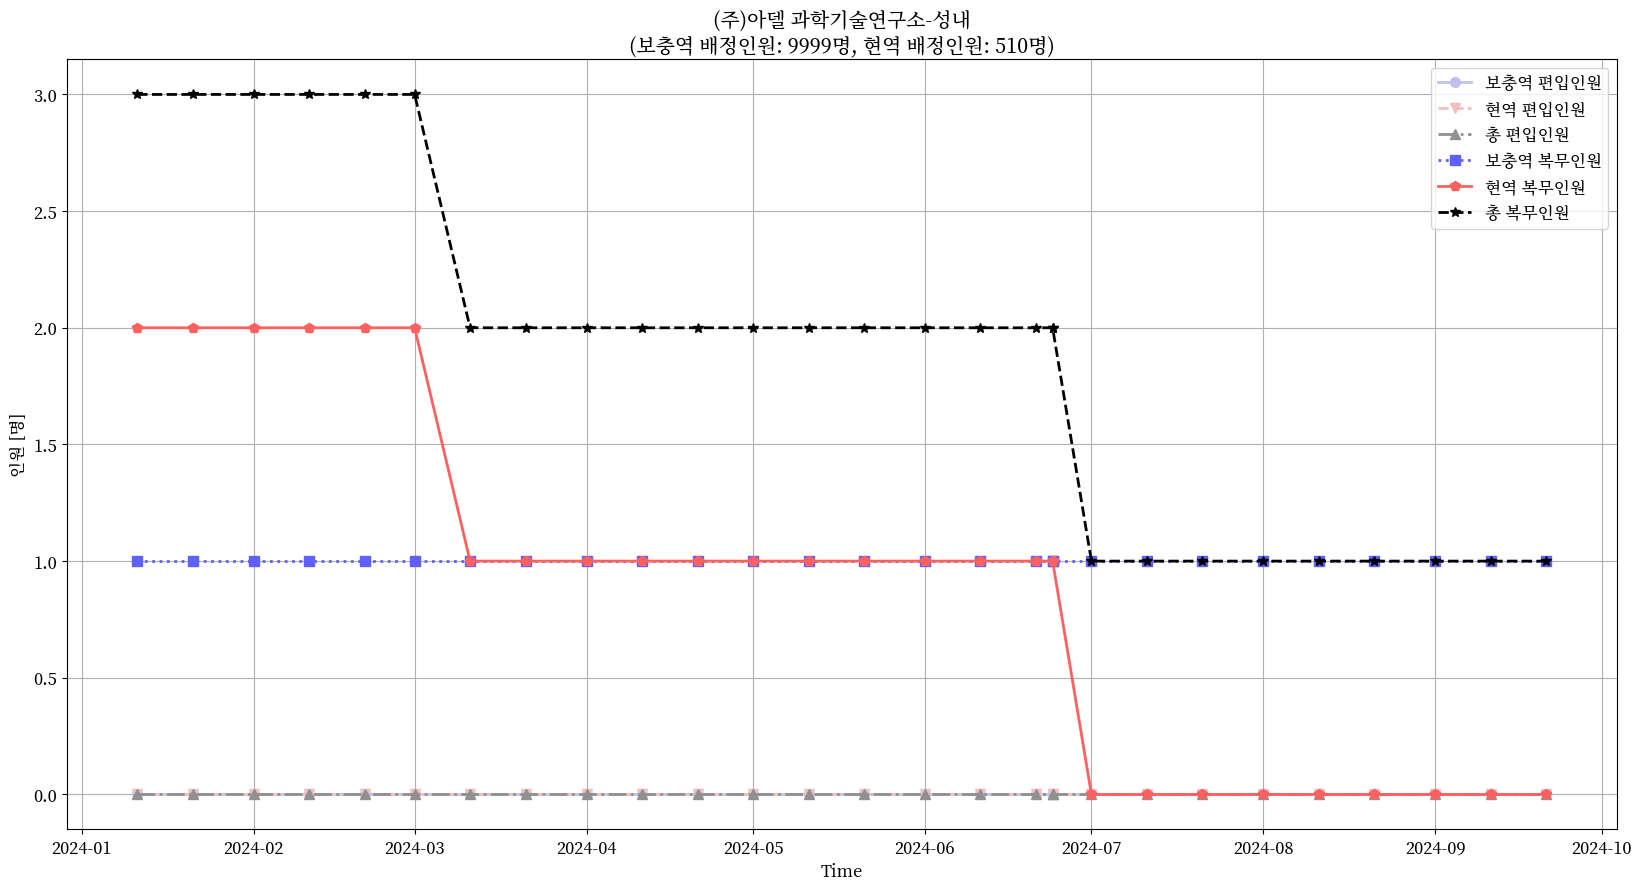 (주)아델 과학기술연구소-성내
(보충역 배정인원: 9999명, 현역 배정인원: 510명)
보충역 편입인원
현역 편입인원
총 편입인원
보충역 복무인원
현역 복무인원
총 복무인원
3.0
2.5
2.0
1.5
1.0
0.5
0.0
인원 [명]
2024-01 2024-02 2024-03 2024-04 2024-05 2024-06 2024-07 2024-08 2024-09 2024-10
Time